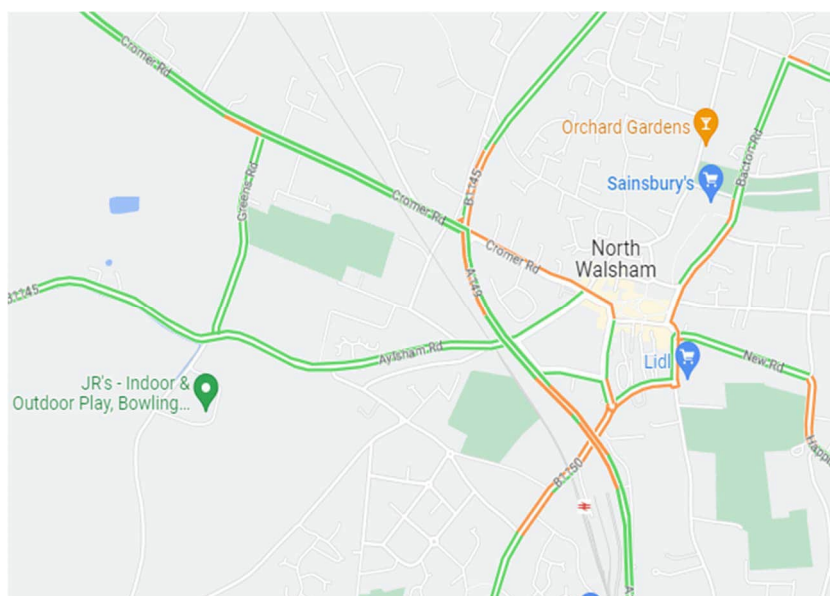 Cromer Rd
Orchard Gardens
Bacton Rd
B1145
Sainsbury's
Greens Rd
Cromer Rd
Cromer Rd
North
Walsham
A149
B1145
Aylsham Rd
Lidl
New Rd
JR's - Indoor &
Outdoor Play, Bowling...
B1150